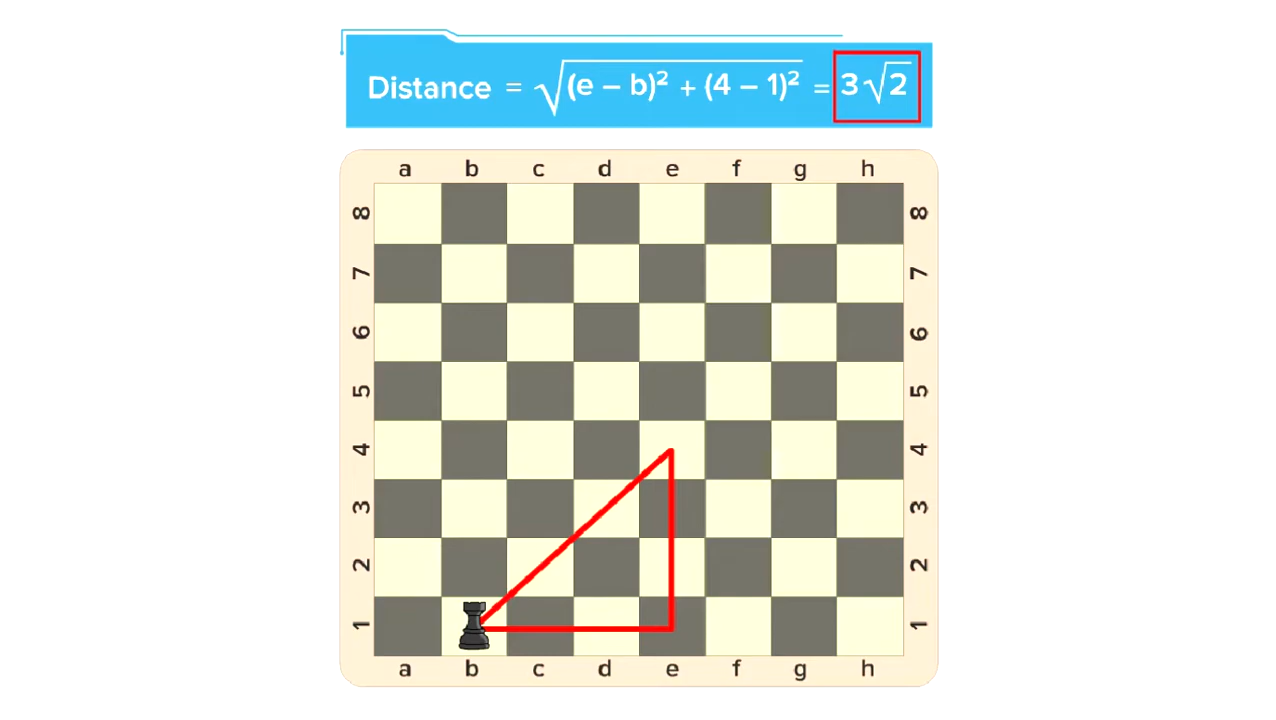 Distance = √(e – b)² + (4 – 1)² = 3√2
a b c d e f g h
8 8
7 7
6 6
5 5
4 4
3 3
2 2
1 1
a b c d e f g h